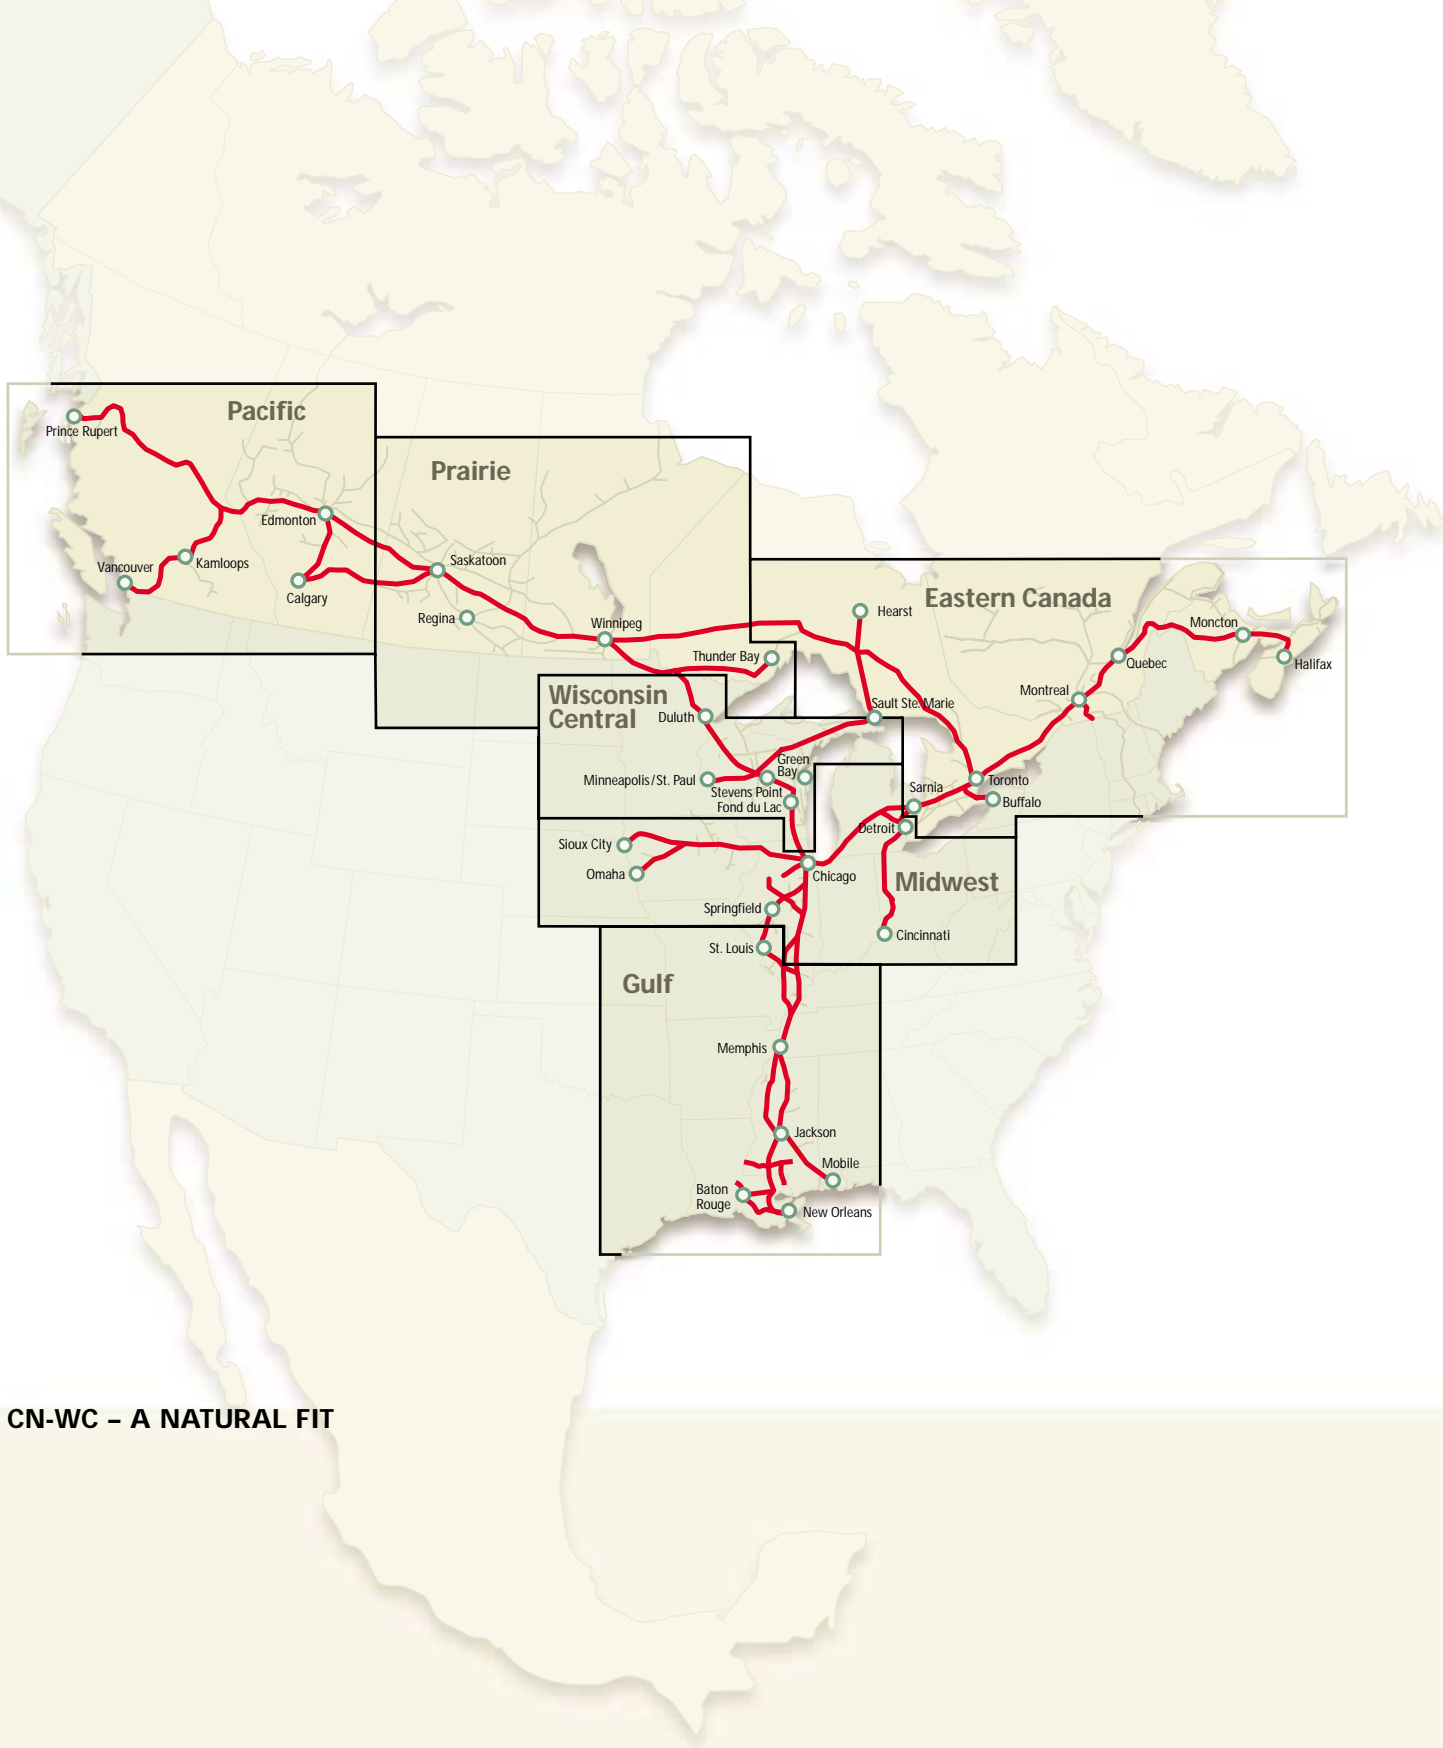 Pacific
Prince Rupert
Prairie
Edmonton
Saskatoon
Vancouver
Kamloops
Calgary
Regina
Winnipeg
Hearst
Eastern Canada
Moncton
Thunder Bay
Quebec
Halifax
Wisconsin
Central
Duluth
Montreal
Sault Ste. Marie
Green
Bay
Minneapolis/St. Paul
Stevens Point
Fond du Lac
Sarnia
Toronto
Buffalo
Detroit
Sioux City
Omaha
Chicago
Midwest
Springfield
Cincinnati
St. Louis
Gulf
Memphis
Jackson
Mobile
Baton
Rouge
New Orleans
CN-WC – A NATURAL FIT